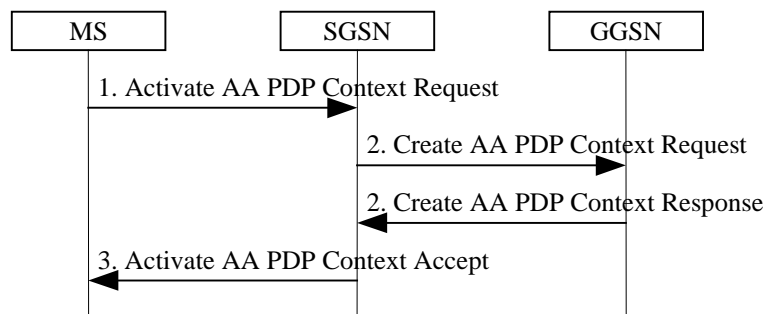 MS
SGSN
GGSN
1. Activate AA PDP Context Request
2. Create AA PDP Context Request
2. Create AA PDP Context Response
3. Activate AA PDP Context Accept